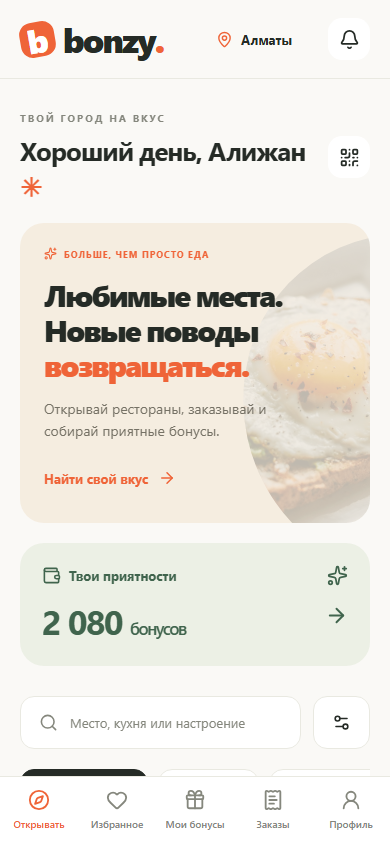 b bonzy.
Алматы
ТВОЙ ГОРОД НА ВКУС
Хороший день, Алижан
БОЛЬШЕ, ЧЕМ ПРОСТО ЕДА
Любимые места.
Новые поводы
возвращаться.
Открывай рестораны, заказывай и
собирай приятные бонусы.
Найти свой вкус
Твои приятности
2 080 бонусов
Место, кухня или настроение
Открывать
Избранное
Мои бонусы
Заказы
Профиль